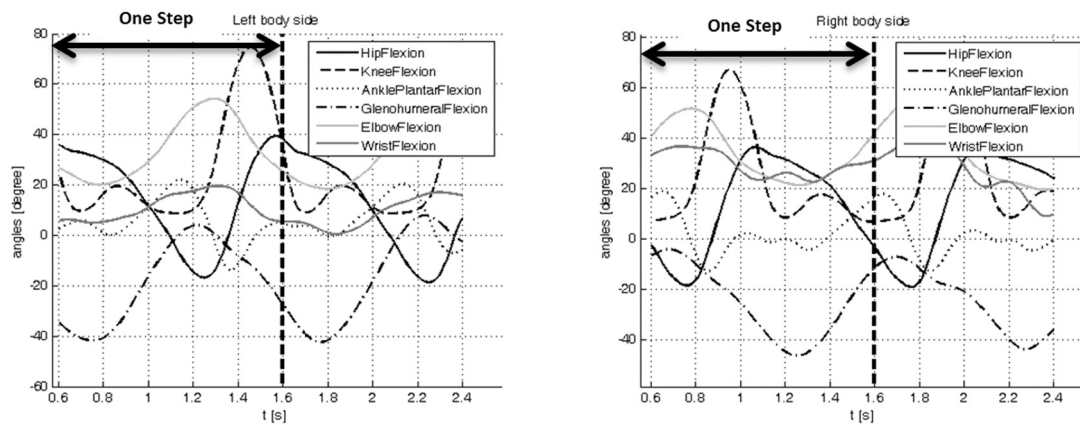 One Step
Left body side
80
60
40
20
0
-20
-40
-60
angles [degree]
HipFlexion
KneeFlexion
AnklePlantarFlexion
GlenohumeralFlexion
ElbowFlexion
WristFlexion
0.6 0.8 1 1.2 1.4 1.6 1.8 2 2.2 2.4
t [s]
One Step
Right body side
80
60
40
20
0
-20
-40
angles [degree]
HipFlexion
KneeFlexion
AnklePlantarFlexion
GlenohumeralFlexion
ElbowFlexion
WristFlexion
0.6 0.8 1 1.2 1.4 1.6 1.8 2 2.2 2.4
t [s]